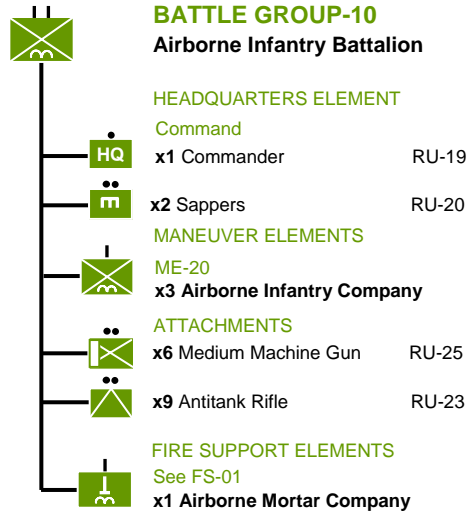 BATTLE GROUP-10
Airborne Infantry Battalion
HEADQUARTERS ELEMENT
Command
HQ x1 Commander RU-19
x2 Sappers RU-20
MANEUVER ELEMENTS
ME-20
x3 Airborne Infantry Company
ATTACHMENTS
x6 Medium Machine Gun RU-25
x9 Antitank Rifle RU-23
FIRE SUPPORT ELEMENTS
See FS-01
x1 Airborne Mortar Company